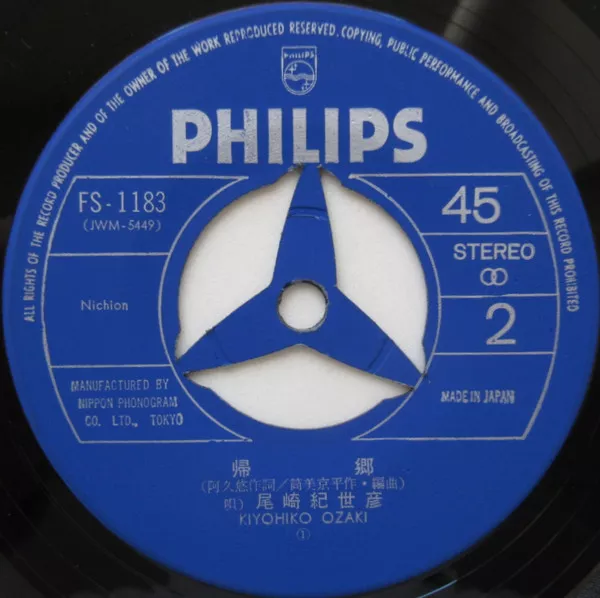 ALL RIGHTS OF THE RECORD PRODUCER AND OF THE OWNER OF THE WORK REPRODUCED RESERVED. COPYING, PUBLIC PERFORMANCE AND BROADCASTING OF THIS RECORD PROHIBITED
PHILIPS
PHILIPS
FS-1183
(JWM-5449)
45
STEREO
Nichion
2
MANUFACTURED BY
NIPPON PHONOGRAM
CO. LTD., TOKYO
MADE IN JAPAN
帰 郷
(阿久悠作詞/筒美京平作・編曲)
唄) 尾崎紀世彦
KIYOHIKO OZAKI
①